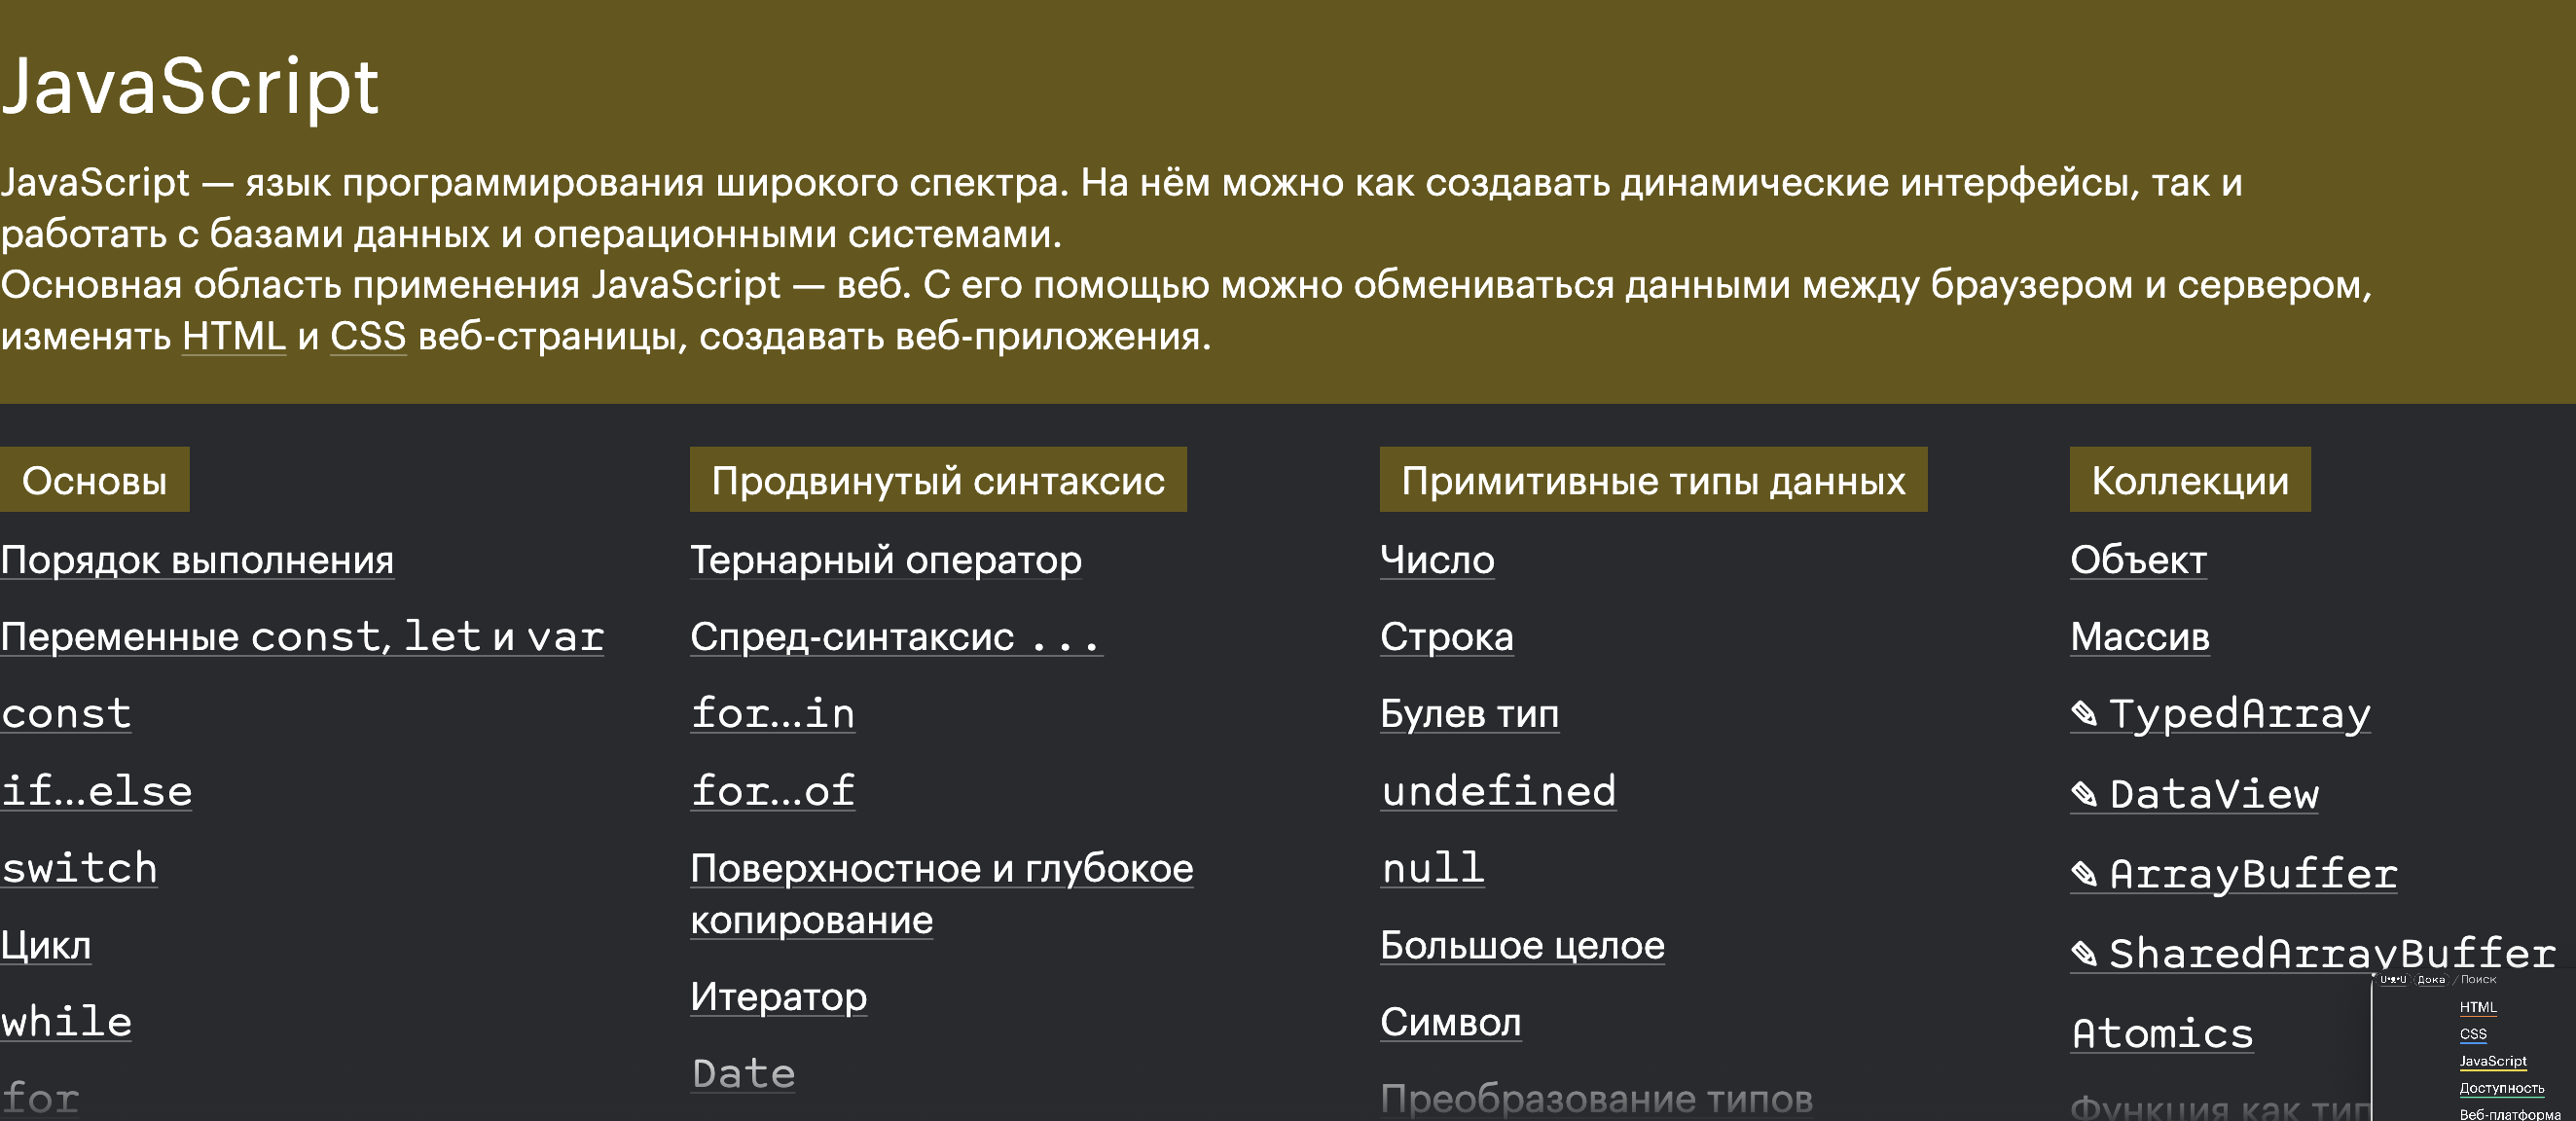 JavaScript
JavaScript — язык программирования широкого спектра. На нём можно как создавать динамические интерфейсы, так и
работать с базами данных и операционными системами.
Основная область применения JavaScript — веб. С его помощью можно обмениваться данными между браузером и сервером,
изменять HTML и CSS веб-страницы, создавать веб-приложения.
Основы
Порядок выполнения
Переменные const, let и var
const
if...else
switch
Цикл
while
for
Продвинутый синтаксис
Тернарный оператор
Спред-синтаксис ...
for...in
for...of
Поверхностное и глубокое
копирование
Итератор
Date
Примитивные типы данных
Число
Строка
Булев тип
undefined
null
Большое целое
Символ
Преобразование типов
Коллекции
Объект
Массив
✎ TypedArray
✎ DataView
✎ ArrayBuffer
✎ SharedArrayBuffer
Atomics
Функция как тип
Дока / Поиск
HTML
CSS
JavaScript
Доступность
Веб-платформа